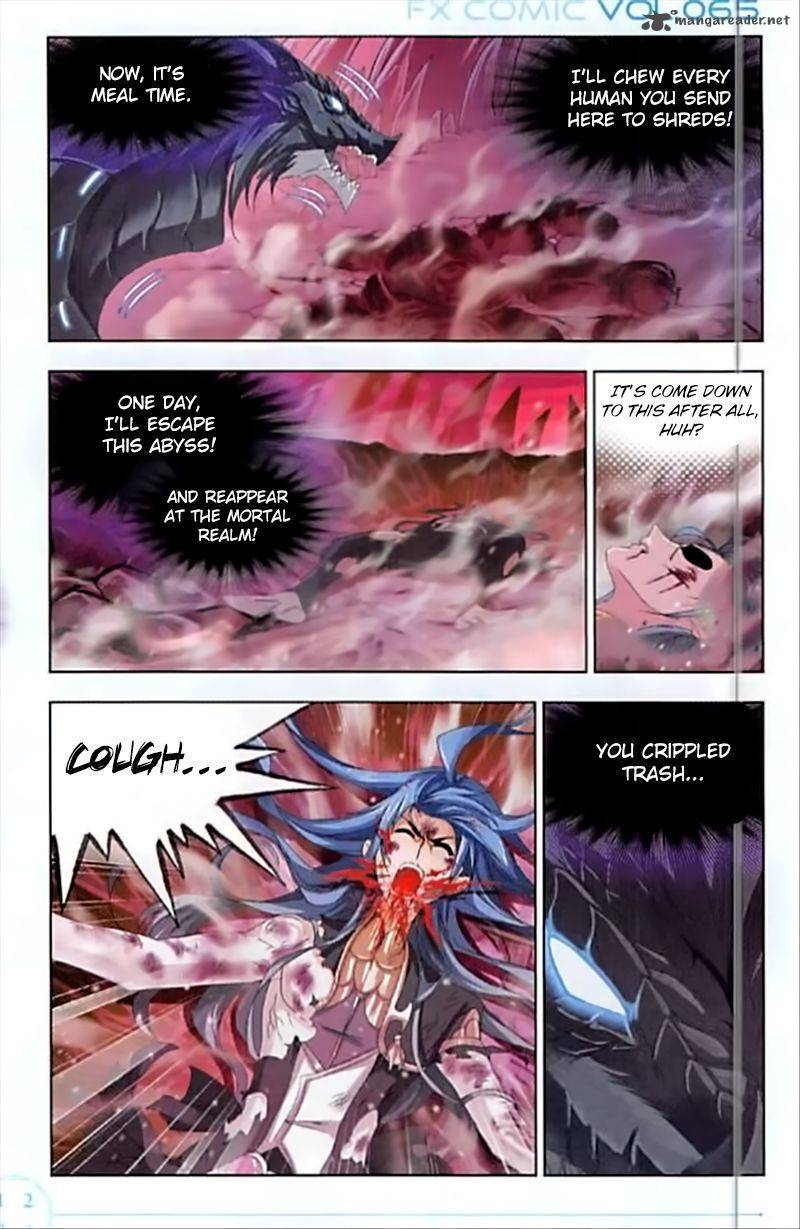 FX COMIC VOL.065
mangareader.net
NOW, IT'S
MEAL TIME.
I'LL CHEW EVERY
HUMAN YOU SEND
HERE TO SHREDS!
ONE DAY,
I'LL ESCAPE
THIS ABYSS!
AND REAPPEAR
AT THE MORTAL
REALM!
IT'S COME DOWN
TO THIS AFTER ALL,
HUH?
COUGH...
YOU CRIPPLED
TRASH...
2